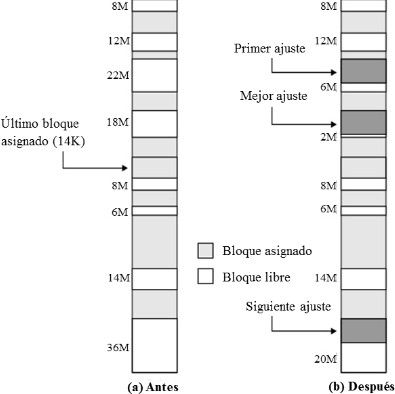 8M
12M
22M
18M
Último bloque
asignado (14K)
8M
6M
14M
36M
(a) Antes
Bloque asignado
Bloque libre
8M
12M
Primer ajuste
6M
Mejor ajuste
2M
8M
6M
14M
Siguiente ajuste
20M
(b) Después